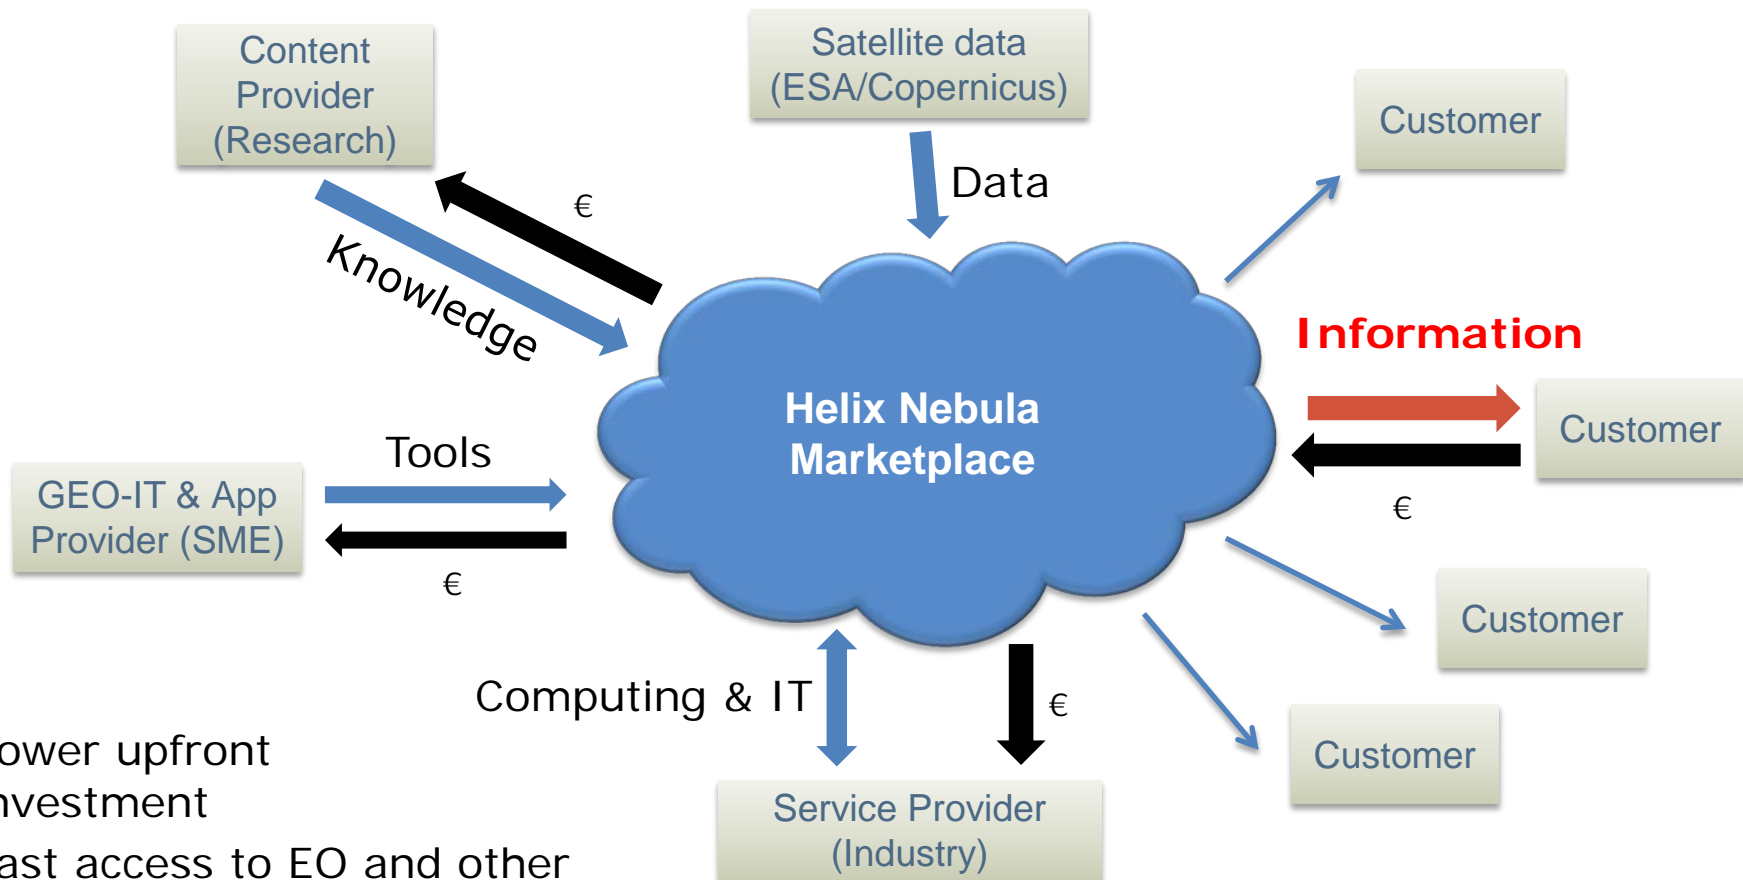 Content
Provider
(Research)
Satellite data
(ESA/Copernicus)
Customer
€
Data
Knowledge
Information
Helix Nebula
Marketplace
Customer
€
Tools
GEO-IT & App
Provider (SME)
€
Customer
Computing & IT
€
Customer
ower upfront
nvestment
Service Provider
(Industry)
ast access to EO and other